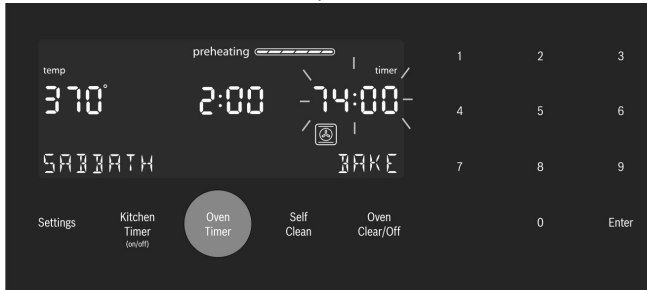 preheating
temp timer
370° 2:00 74:00
SABBATH BAKE
1 2 3
4 5 6
7 8 9
0 Enter
Settings
Kitchen
Timer
(on/off)
Oven
Timer
Self
Clean
Oven
Clear/Off